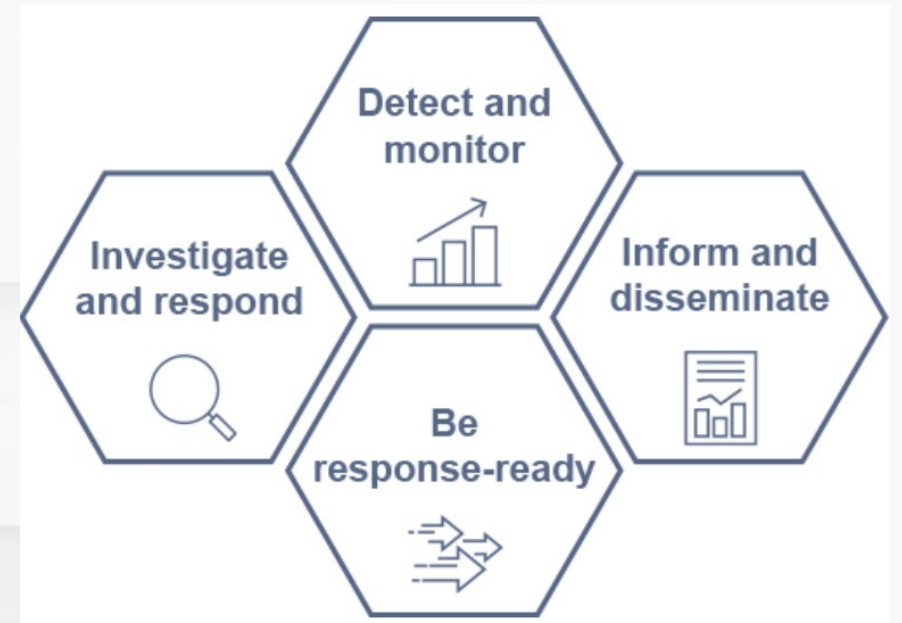 Detect and
monitor
Investigate
and respond
Inform and
disseminate
Be
response-ready